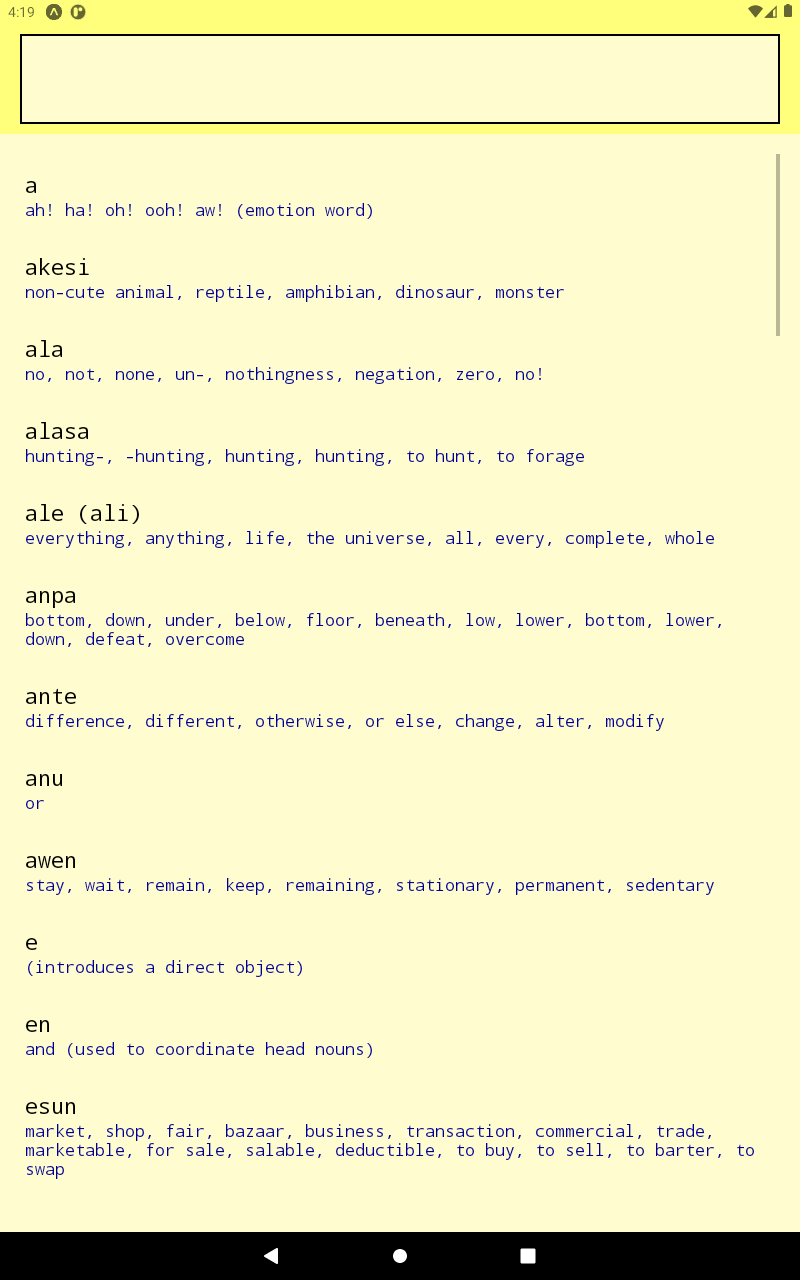 4:19
a
ah! ha! oh! ooh! aw! (emotion word)
akesi
non-cute animal, reptile, amphibian, dinosaur, monster
ala
no, not, none, un-, nothingness, negation, zero, no!
alasa
hunting-, -hunting, hunting, hunting, to hunt, to forage
ale (ali)
everything, anything, life, the universe, all, every, complete, whole
anpa
bottom, down, under, below, floor, beneath, low, lower, bottom, lower,
down, defeat, overcome
ante
difference, different, otherwise, or else, change, alter, modify
anu
or
awen
stay, wait, remain, keep, remaining, stationary, permanent, sedentary
e
(introduces a direct object)
en
and (used to coordinate head nouns)
esun
market, shop, fair, bazaar, business, transaction, commercial, trade,
marketable, for sale, salable, deductible, to buy, to sell, to barter, to
swap